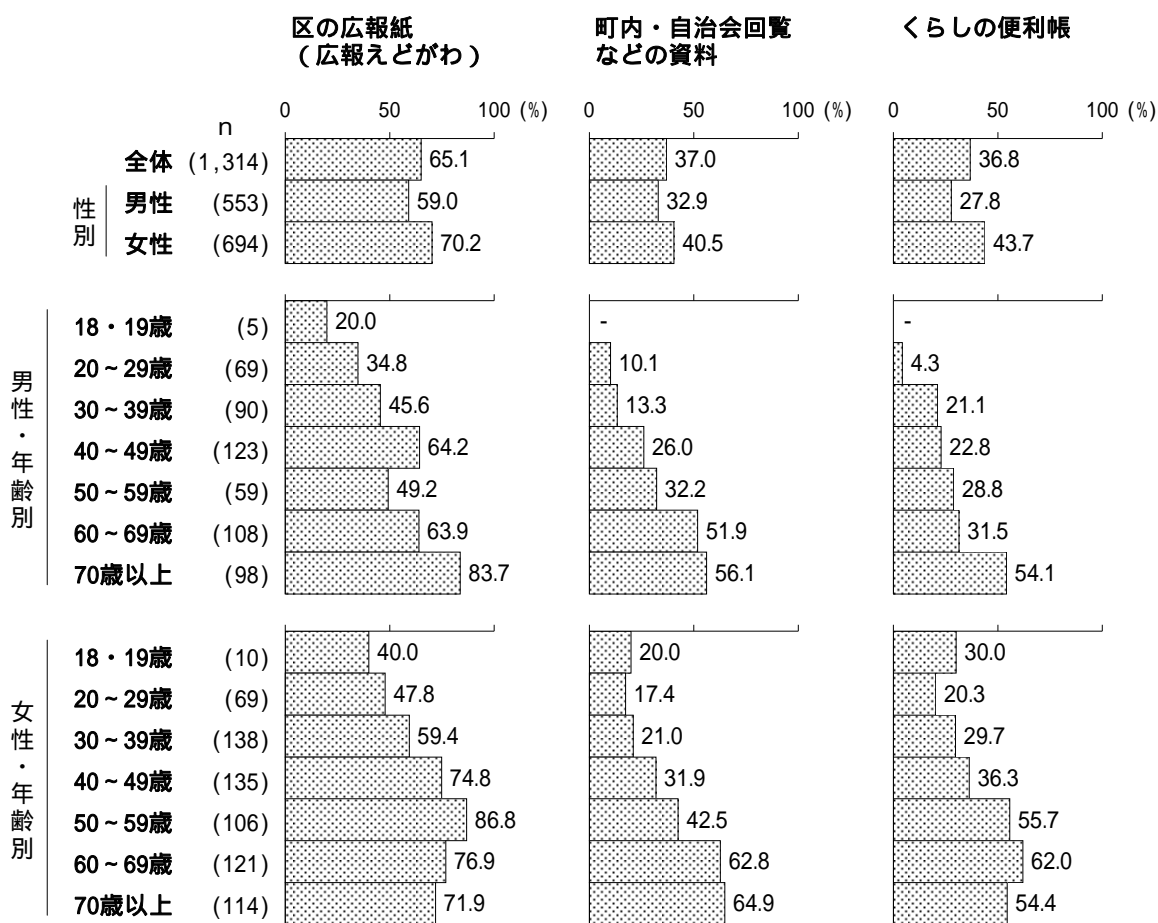 区の広報紙
（広報えどがわ）
町内・自治会回覧
などの資料
くらしの便利帳
0 50 100 (%) 0 50 100 (%) 0 50 100 (%)
n
全体 (1,314) 65.1 37.0 36.8
性別
男性 (553) 59.0 32.9 27.8
女性 (694) 70.2 40.5 43.7
男性・年齢別
18・19歳 (5) 20.0 - -
20～29歳 (69) 34.8 10.1 4.3
30～39歳 (90) 45.6 13.3 21.1
40～49歳 (123) 64.2 26.0 22.8
50～59歳 (59) 49.2 32.2 28.8
60～69歳 (108) 63.9 51.9 31.5
70歳以上 (98) 83.7 56.1 54.1
女性・年齢別
18・19歳 (10) 40.0 20.0 30.0
20～29歳 (69) 47.8 17.4 20.3
30～39歳 (138) 59.4 21.0 29.7
40～49歳 (135) 74.8 31.9 36.3
50～59歳 (106) 86.8 42.5 55.7
60～69歳 (121) 76.9 62.8 62.0
70歳以上 (114) 71.9 64.9 54.4